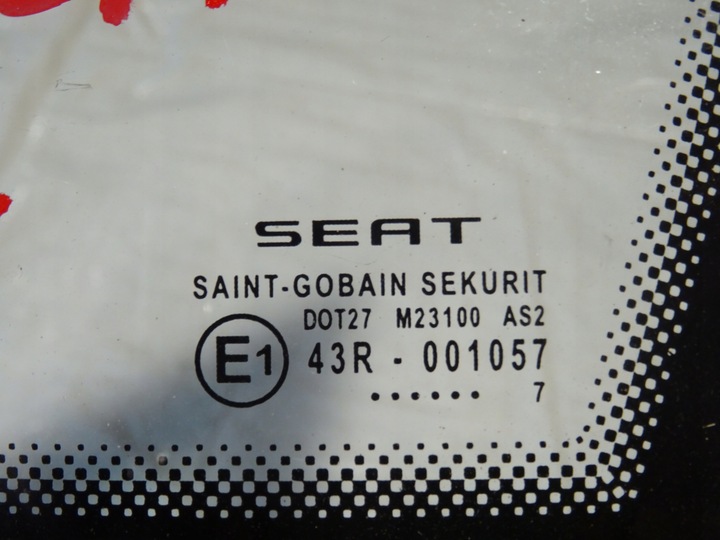 SEAT
SAINT-GOBAIN SEKURIT
DOT27 M23100 AS2
E1 43R - 001057
...... 7